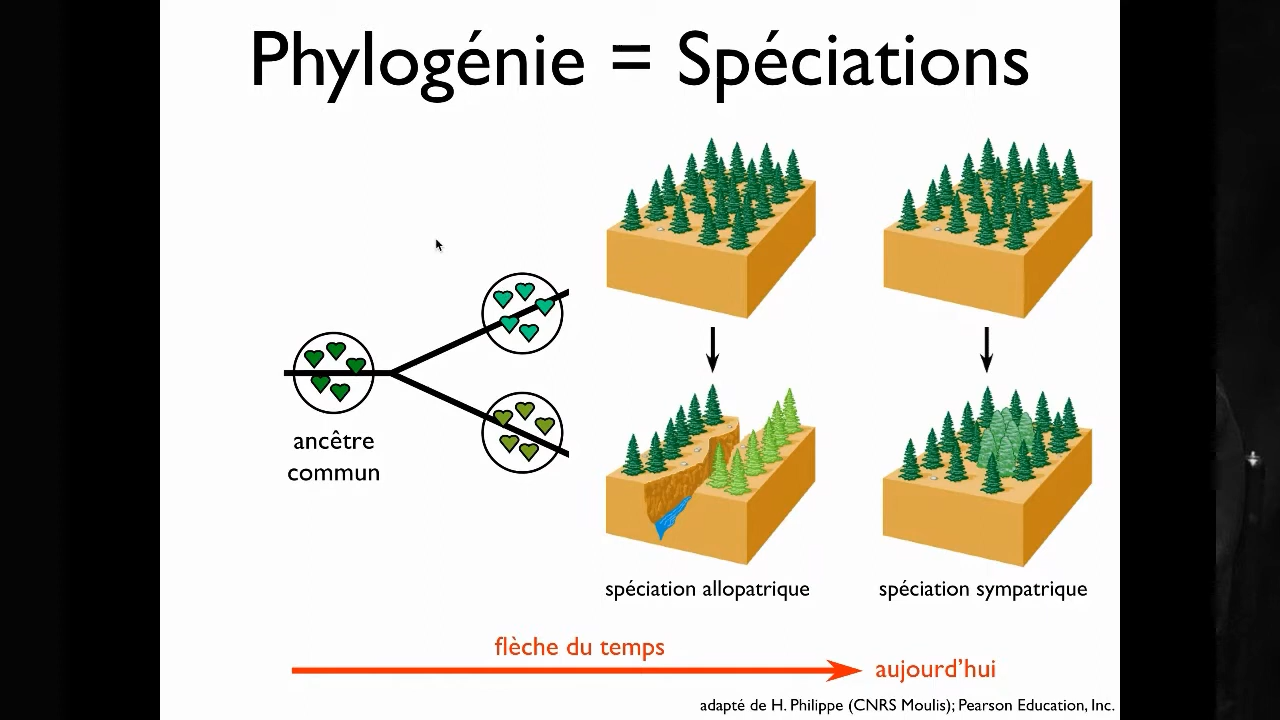 Phylogénie = Spéciations
ancêtre
commun
spéciation allopatrique
spéciation sympatrique
flèche du temps
aujourd’hui
adapté de H. Philippe (CNRS Moulis); Pearson Education, Inc.